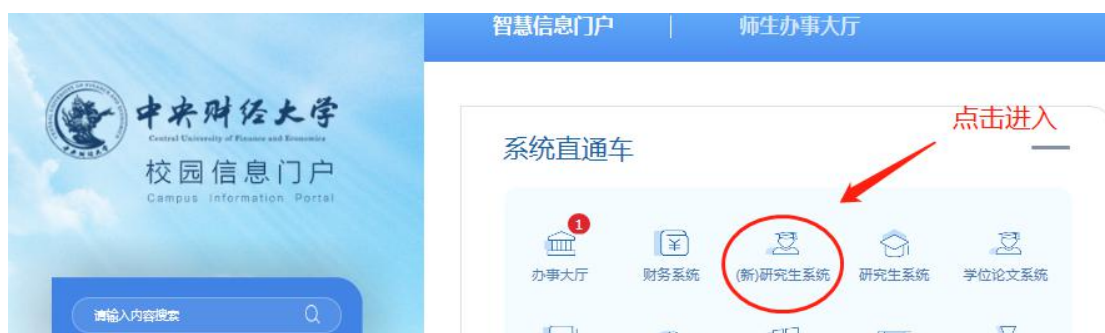 智慧信息门户
师生办事大厅
中央财经大学
Central University of Finance and Economics
校园信息门户
Campus Information Portal
请输入内容搜索
点击进入
系统直通车
1
办事大厅
财务系统
(新)研究生系统
研究生系统
学位论文系统